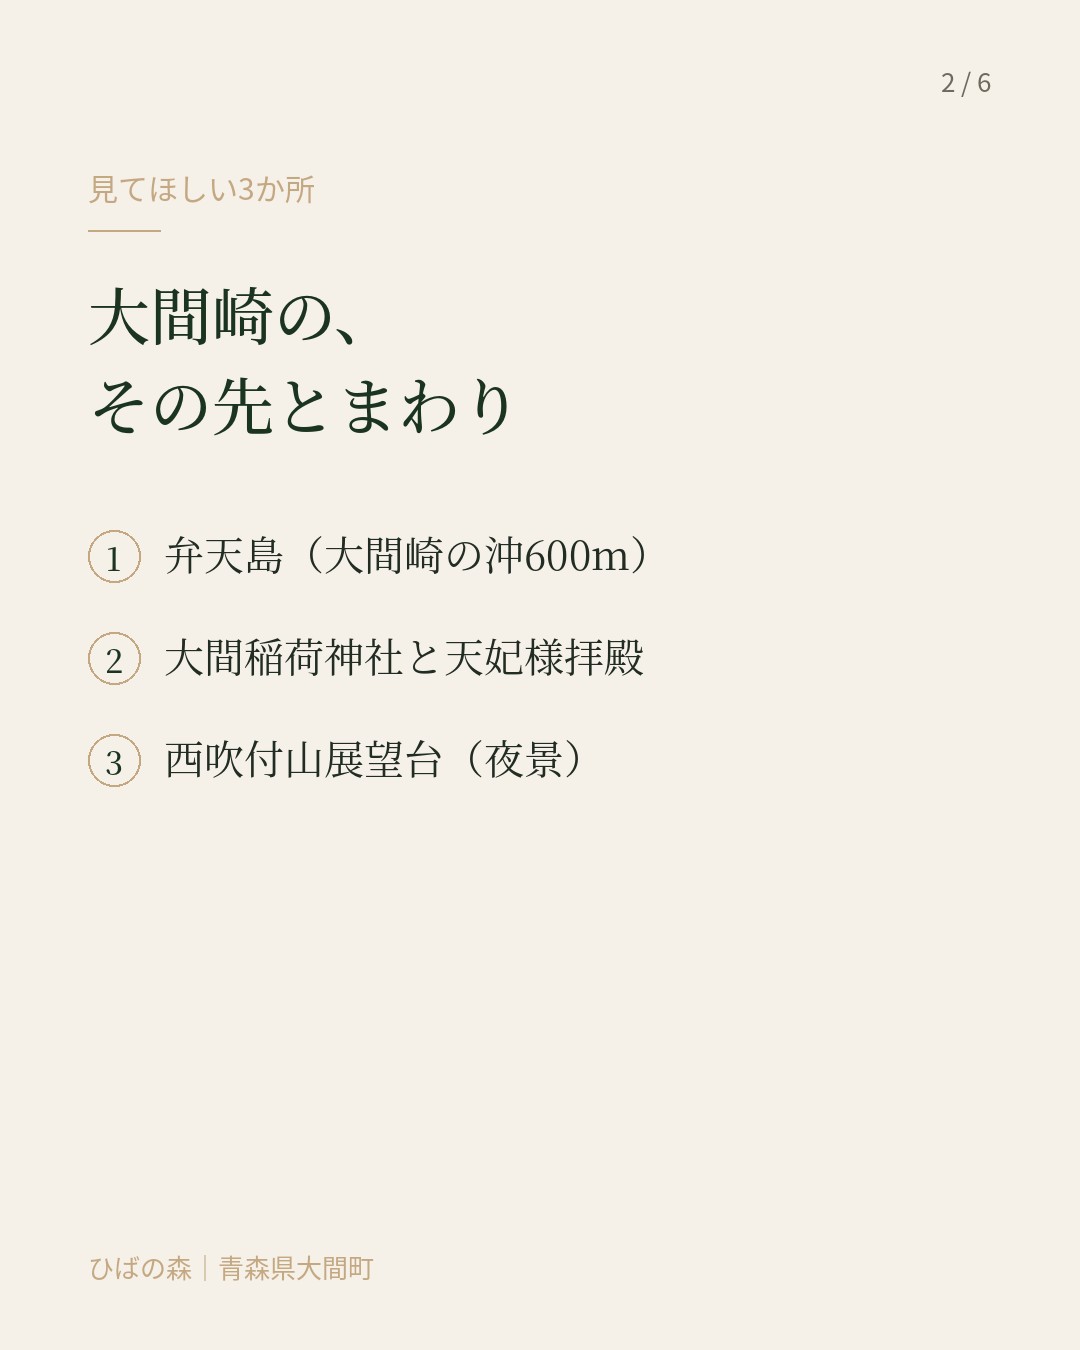 2 / 6
見てほしい3か所
大間崎の、
その先とまわり
1 弁天島（大間崎の沖600m）
2 大間稲荷神社と天妃様拝殿
3 西吹付山展望台（夜景）
ひばの森｜青森県大間町